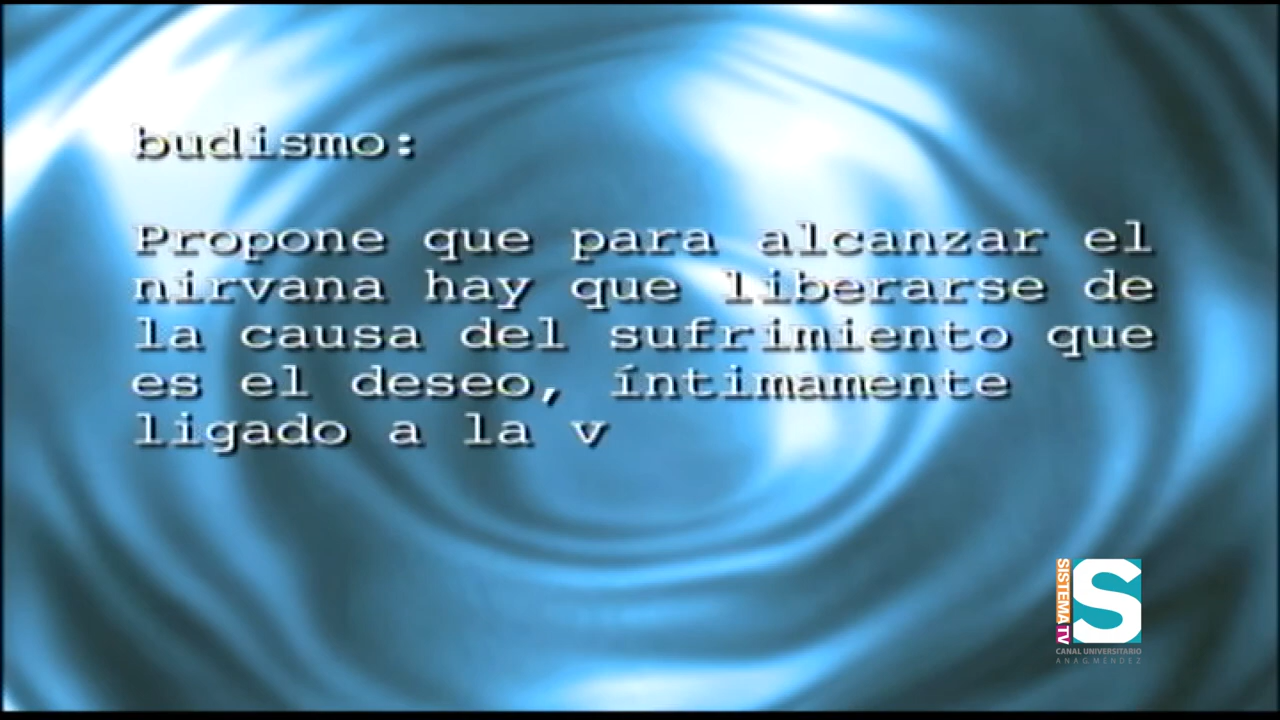 budismo:
Propone que para alcanzar el
nirvana hay que liberarse de
la causa del sufrimiento que
es el deseo, íntimamente
ligado a la v
SISTEMA TV
S
CANAL UNIVERSITARIO
ANA G. MÉNDEZ